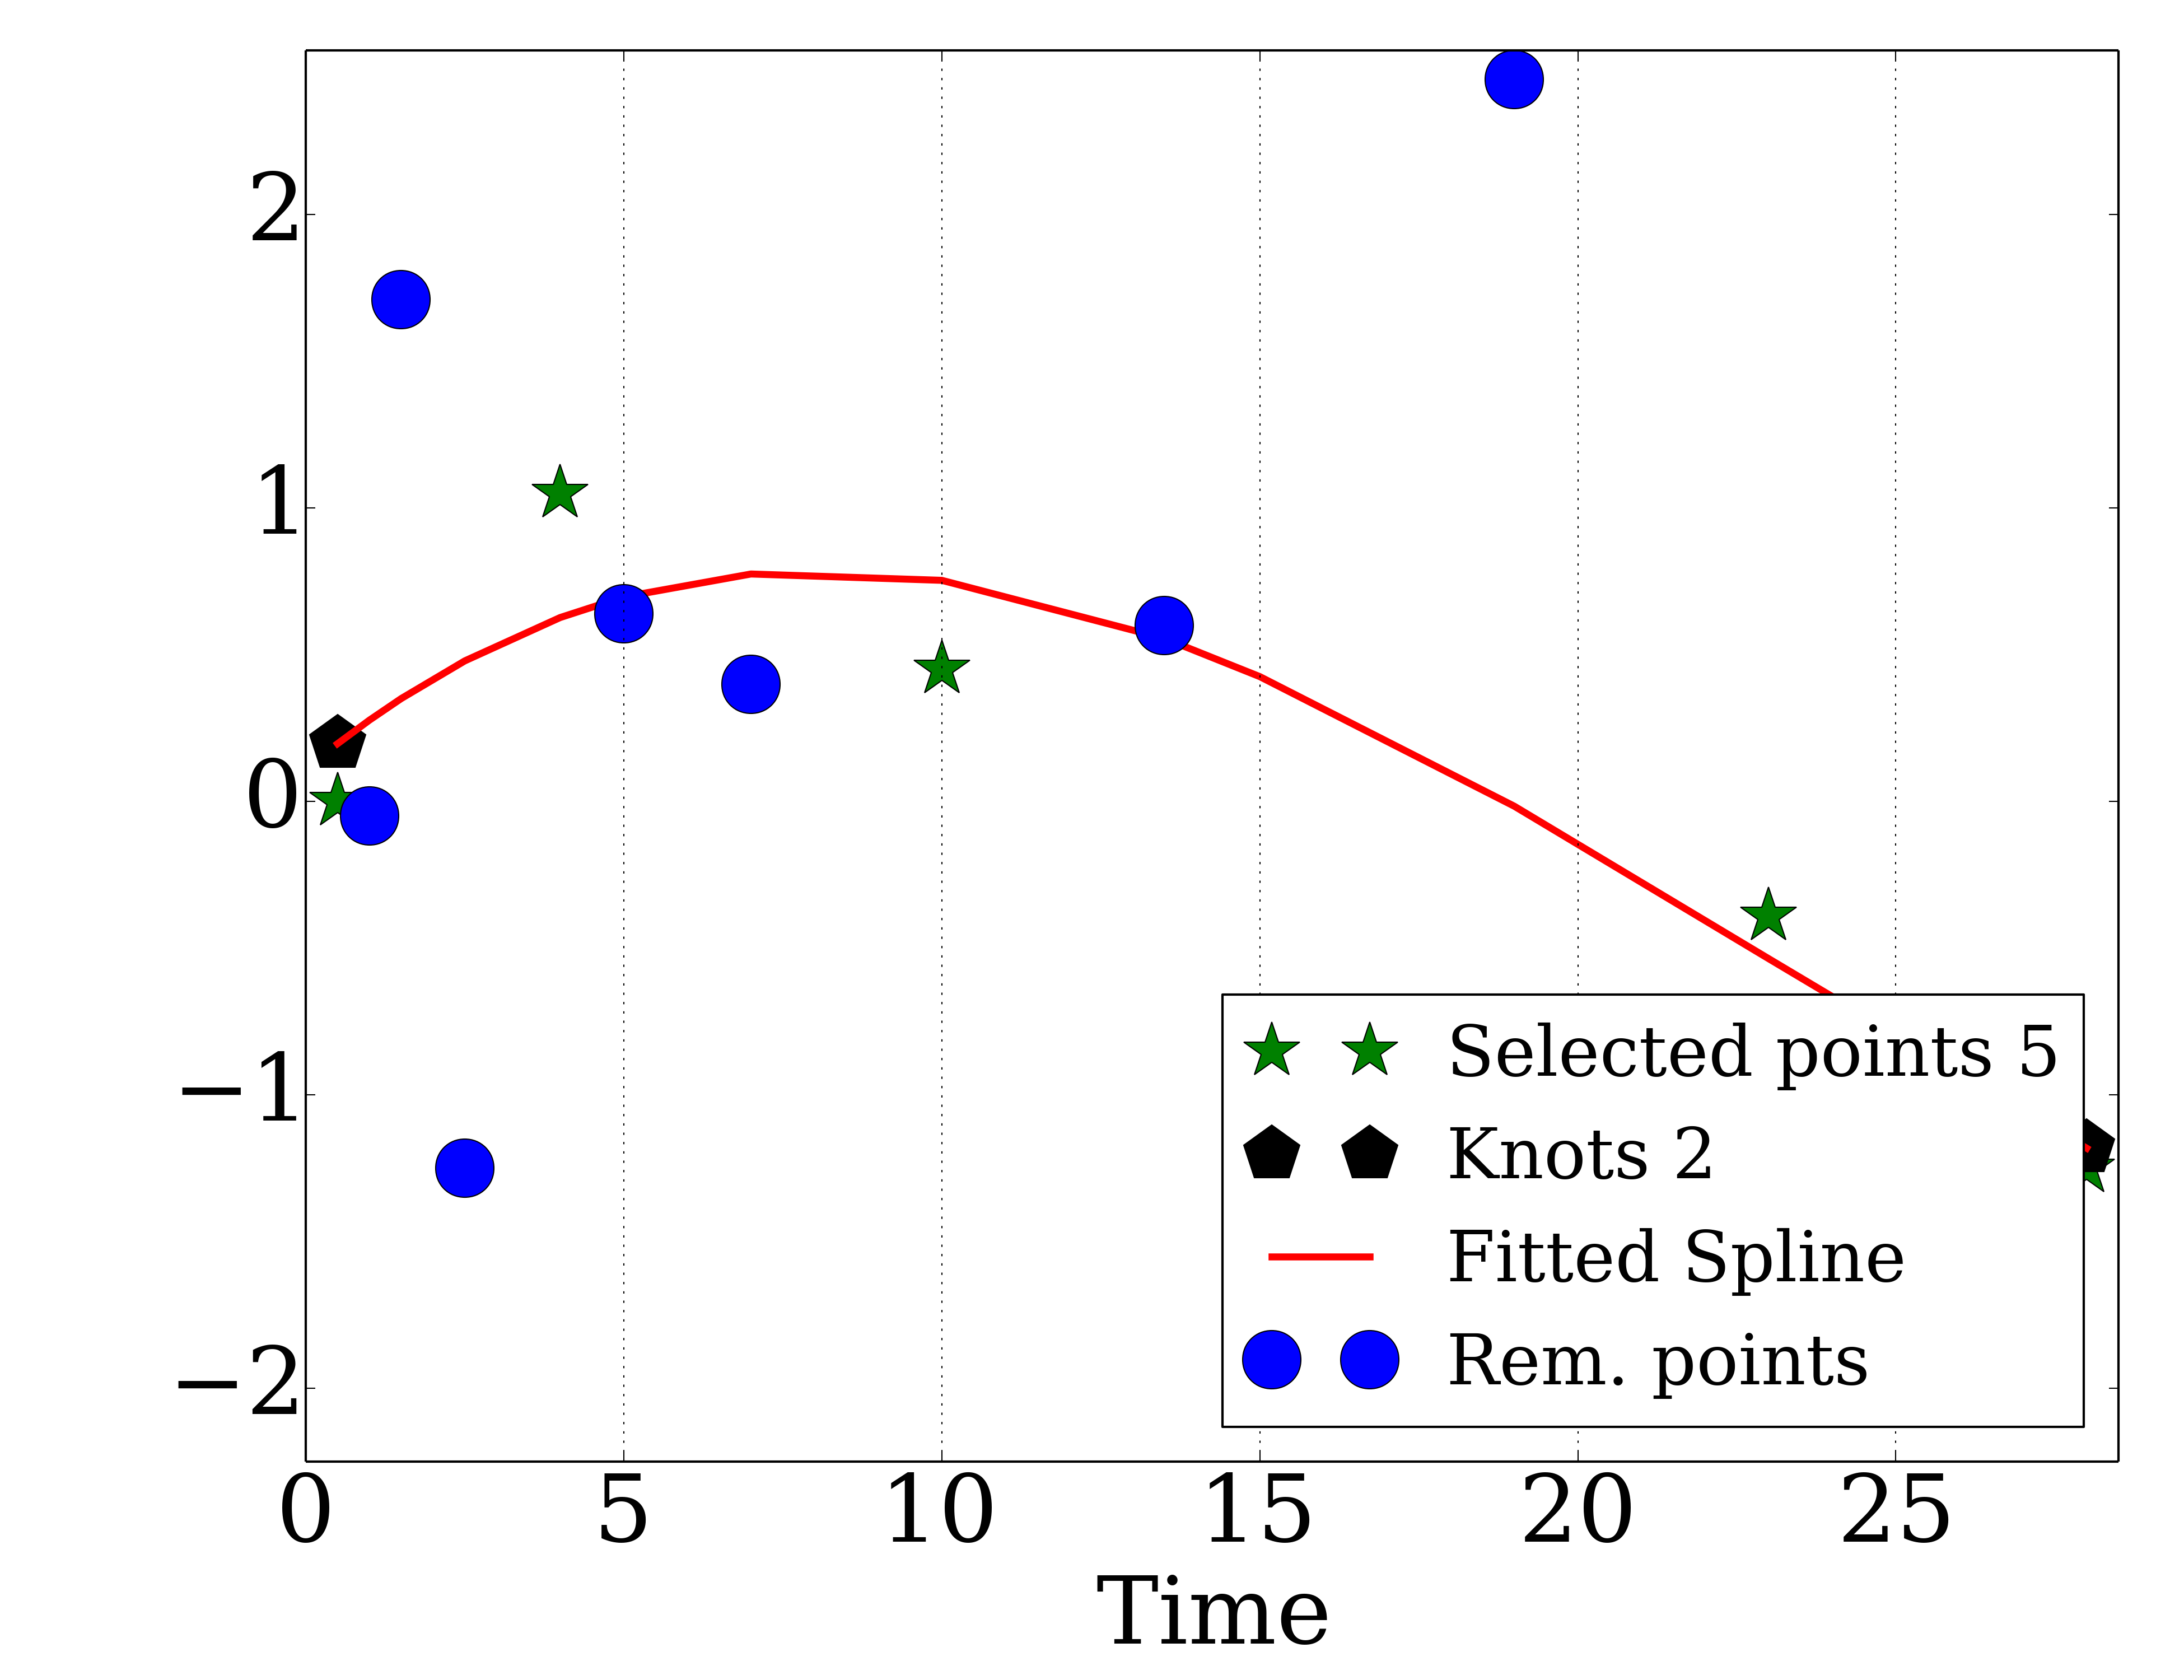 2
1
0
−1
−2
Selected points 5
Knots 2
Fitted Spline
Rem. points
0 5 10 15 20 25
Time